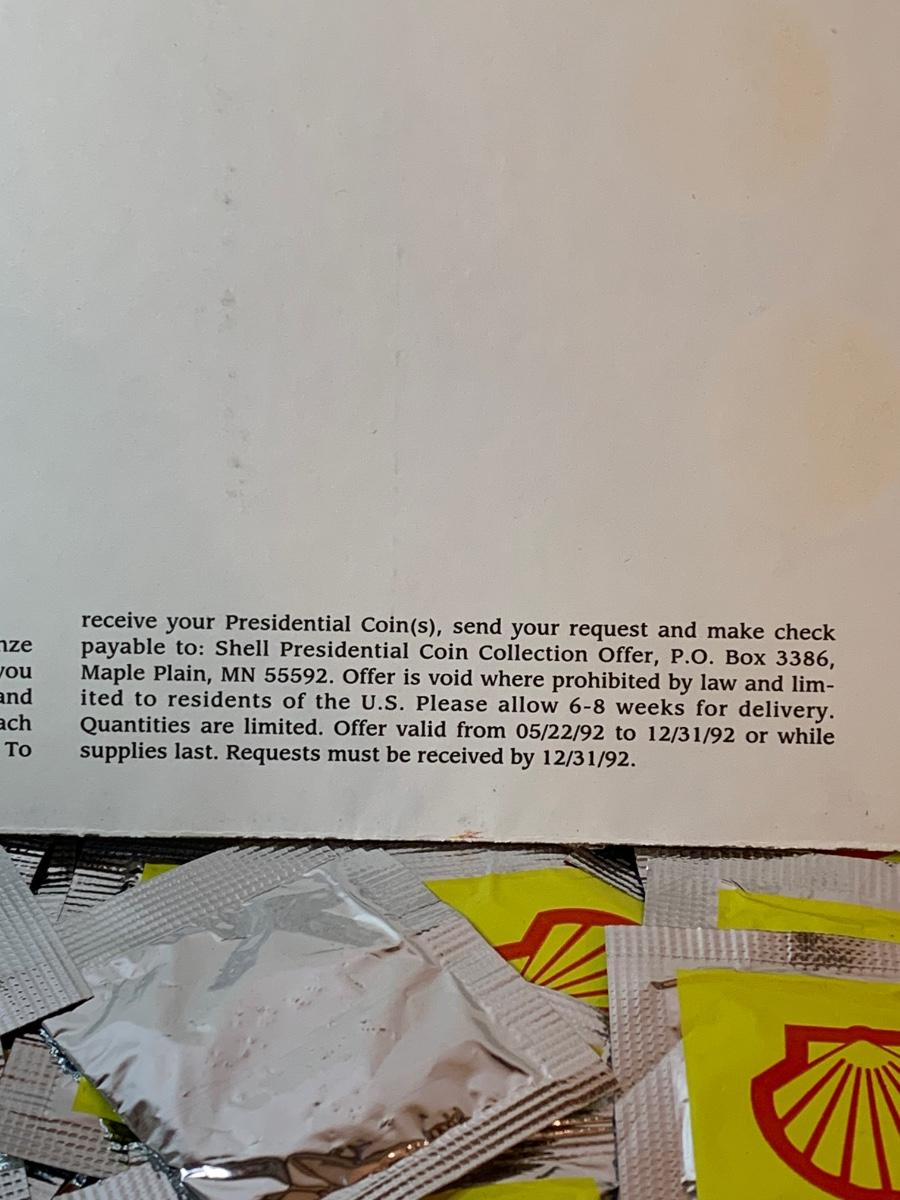 you
and
To
receive your Presidential Coin(s), send your request and make check
payable to: Shell Presidential Coin Collection Offer, P.O. Box 3386,
Maple Plain, MN 55592. Offer is void where prohibited by law and lim-
ited to residents of the U.S. Please allow 6-8 weeks for delivery.
Quantities are limited. Offer valid from 05/22/92 to 12/31/92 or while
supplies last. Requests must be received by 12/31/92.